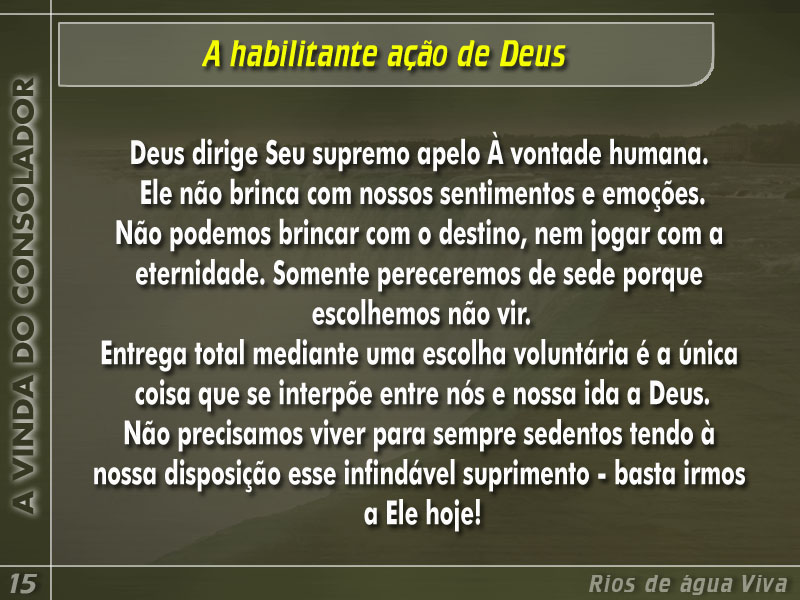 A habilitante ação de Deus
A VINDA DO CONSOLADOR
Deus dirige Seu supremo apelo À vontade humana.
Ele não brinca com nossos sentimentos e emoções.
Não podemos brincar com o destino, nem jogar com a
eternidade. Somente pereceremos de sede porque
escolhemos não vir.
Entrega total mediante uma escolha voluntária é a única
coisa que se interpõe entre nós e nossa ida a Deus.
Não precisamos viver para sempre sedentos tendo à
nossa disposição esse infindável suprimento - basta irmos
a Ele hoje!
15
Rios de água Viva